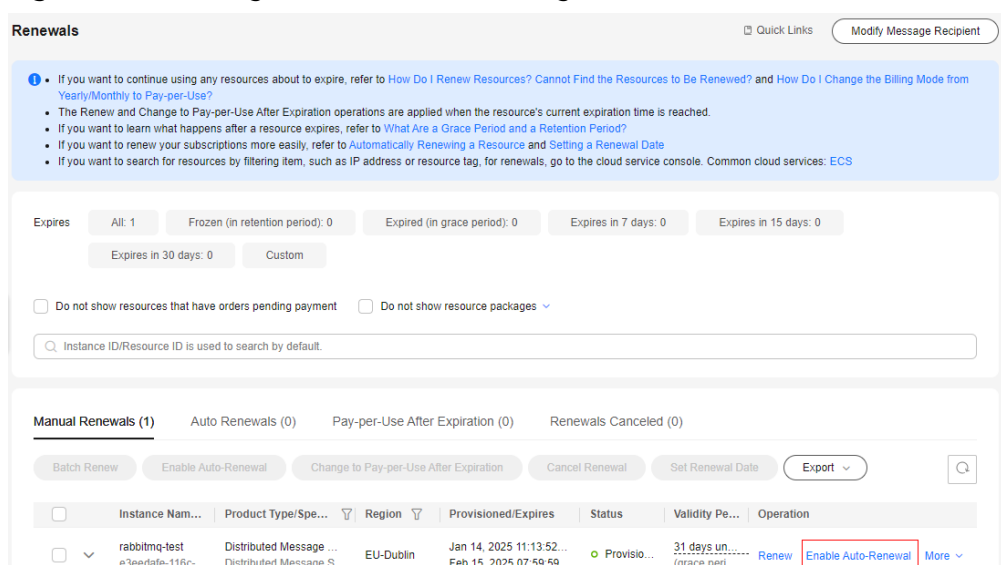 Renewals
Quick Links
Modify Message Recipient
If you want to continue using any resources about to expire, refer to How Do I Renew Resources? Cannot Find the Resources to Be Renewed? and How Do I Change the Billing Mode from
Yearly/Monthly to Pay-per-Use?
The Renew and Change to Pay-per-Use After Expiration operations are applied when the resource's current expiration time is reached.
If you want to learn what happens after a resource expires, refer to What Are a Grace Period and a Retention Period?
If you want to renew your subscriptions more easily, refer to Automatically Renewing a Resource and Setting a Renewal Date
If you want to search for resources by filtering item, such as IP address or resource tag, for renewals, go to the cloud service console. Common cloud services: ECS
Expires All: 1 Frozen (in retention period): 0 Expired (in grace period): 0 Expires in 7 days: 0 Expires in 15 days: 0
Expires in 30 days: 0 Custom
Do not show resources that have orders pending payment Do not show resource packages
Instance ID/Resource ID is used to search by default.
Manual Renewals (1) Auto Renewals (0) Pay-per-Use After Expiration (0) Renewals Canceled (0)
Batch Renew Enable Auto-Renewal Change to Pay-per-Use After Expiration Cancel Renewal Set Renewal Date Export
Instance Nam... Product Type/Spe... Region Provisioned/Expires Status Validity Pe... Operation
rabbitmq-test Distributed Message ... EU-Dublin Jan 14, 2025 11:13:52... Provisio... 31 days un... Renew Enable Auto-Renewal More
e3eedafe-116c- Distributed Message S Feb 15, 2025 07:59:59 (grace peri